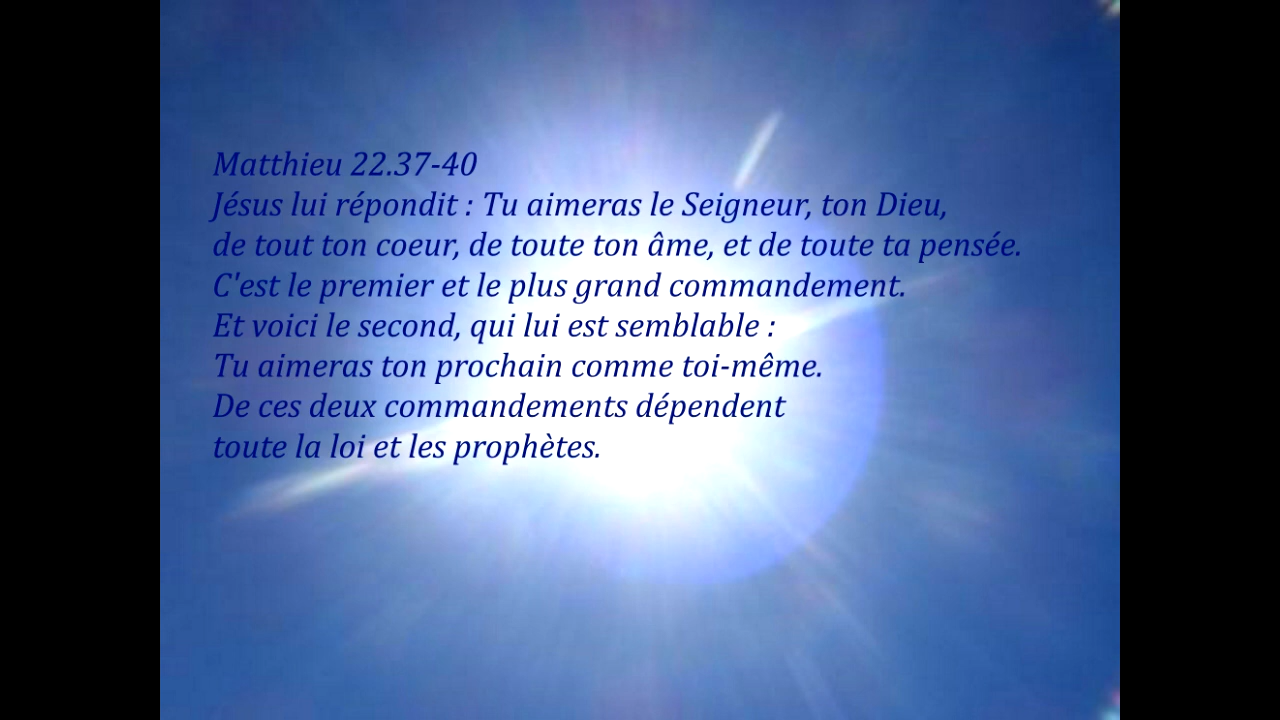 Matthieu 22.37-40
Jésus lui répondit : Tu aimeras le Seigneur, ton Dieu,
de tout ton coeur, de toute ton âme, et de toute ta pensée.
C'est le premier et le plus grand commandement.
Et voici le second, qui lui est semblable :
Tu aimeras ton prochain comme toi-même.
De ces deux commandements dépendent
toute la loi et les prophètes.